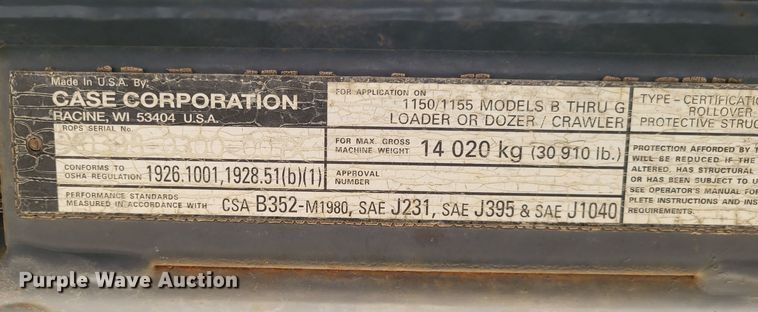 Made In U.S.A. By:
CASE CORPORATION
RACINE, WI 53404 U.S.A.
ROPS SERIAL No.
CONFORMS TO
OSHA REGULATION 1926.1001, 1928.51(b)(1)
PERFORMANCE STANDARDS
MEASURED IN ACCORDANCE WITH CSA B352-M1980, SAE J231, SAE J395 & SAE J1040
FOR APPLICATION ON
1150/1155 MODELS B THRU G
LOADER OR DOZER / CRAWLER
FOR MAX. GROSS
MACHINE WEIGHT 14 020 kg (30 910 lb.)
APPROVAL
NUMBER
TYPE - CERTIFICATION
ROLLOVER
PROTECTIVE STRUC
PROTECTION AFFORDED BY T
WILL BE REDUCED IF THE
ALTERED, HAS STRUCTURAL
OR HAS BEEN SUBJECT TO U
SEE OPERATOR'S MANUAL FO
PLETE INSTRUCTIONS AND I
REQUIREMENTS.
Purple Wave Auction